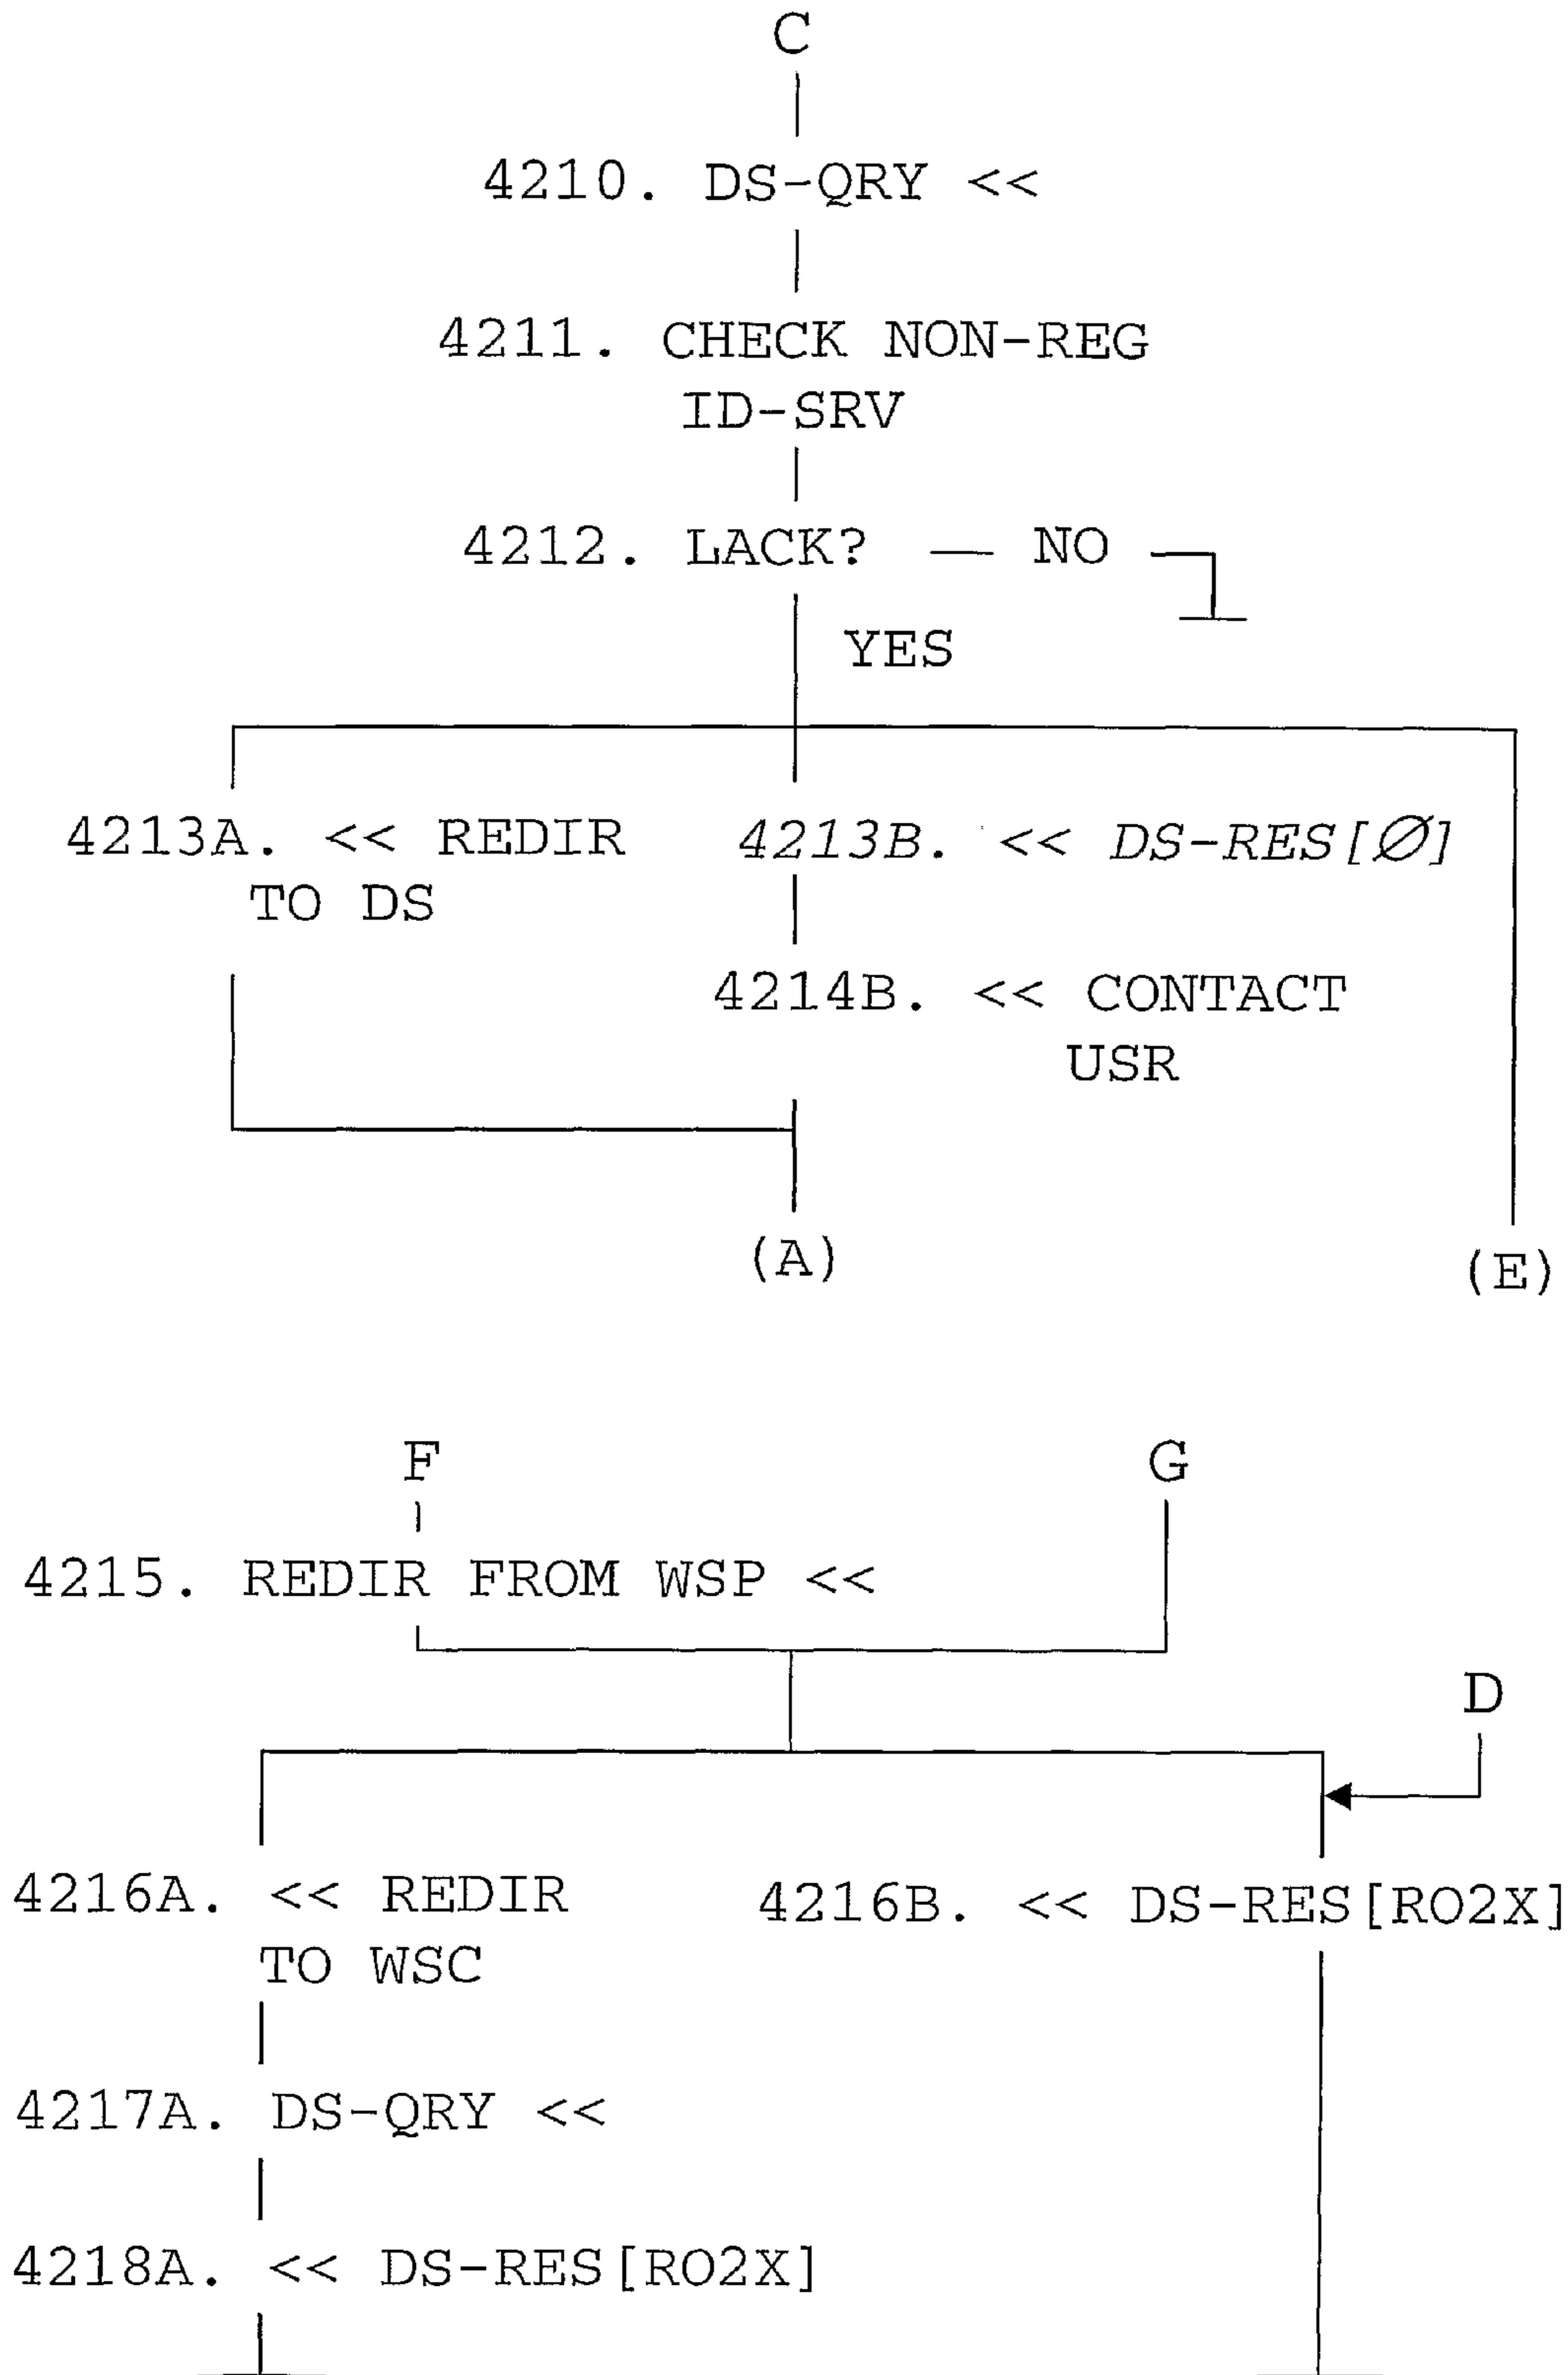 C
4210. DS-QRY <<
4211. CHECK NON-REG
ID-SRV
4212. LACK? — NO
YES
4213A. << REDIR
TO DS
4213B. << DS-RES[Ø]
4214B. << CONTACT
USR
(A)
(E)
F
G
4215. REDIR FROM WSP <<
D
4216A. << REDIR
TO WSC
4216B. << DS-RES[RO2X]
4217A. DS-QRY <<
4218A. << DS-RES[RO2X]